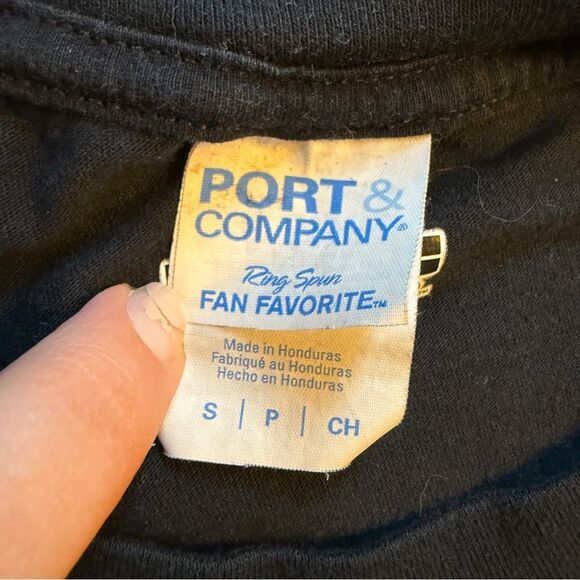 PORT &
COMPANY®
Ring Spun
FAN FAVORITE™
Made in Honduras
Fabriqué au Honduras
Hecho en Honduras
S | P | CH